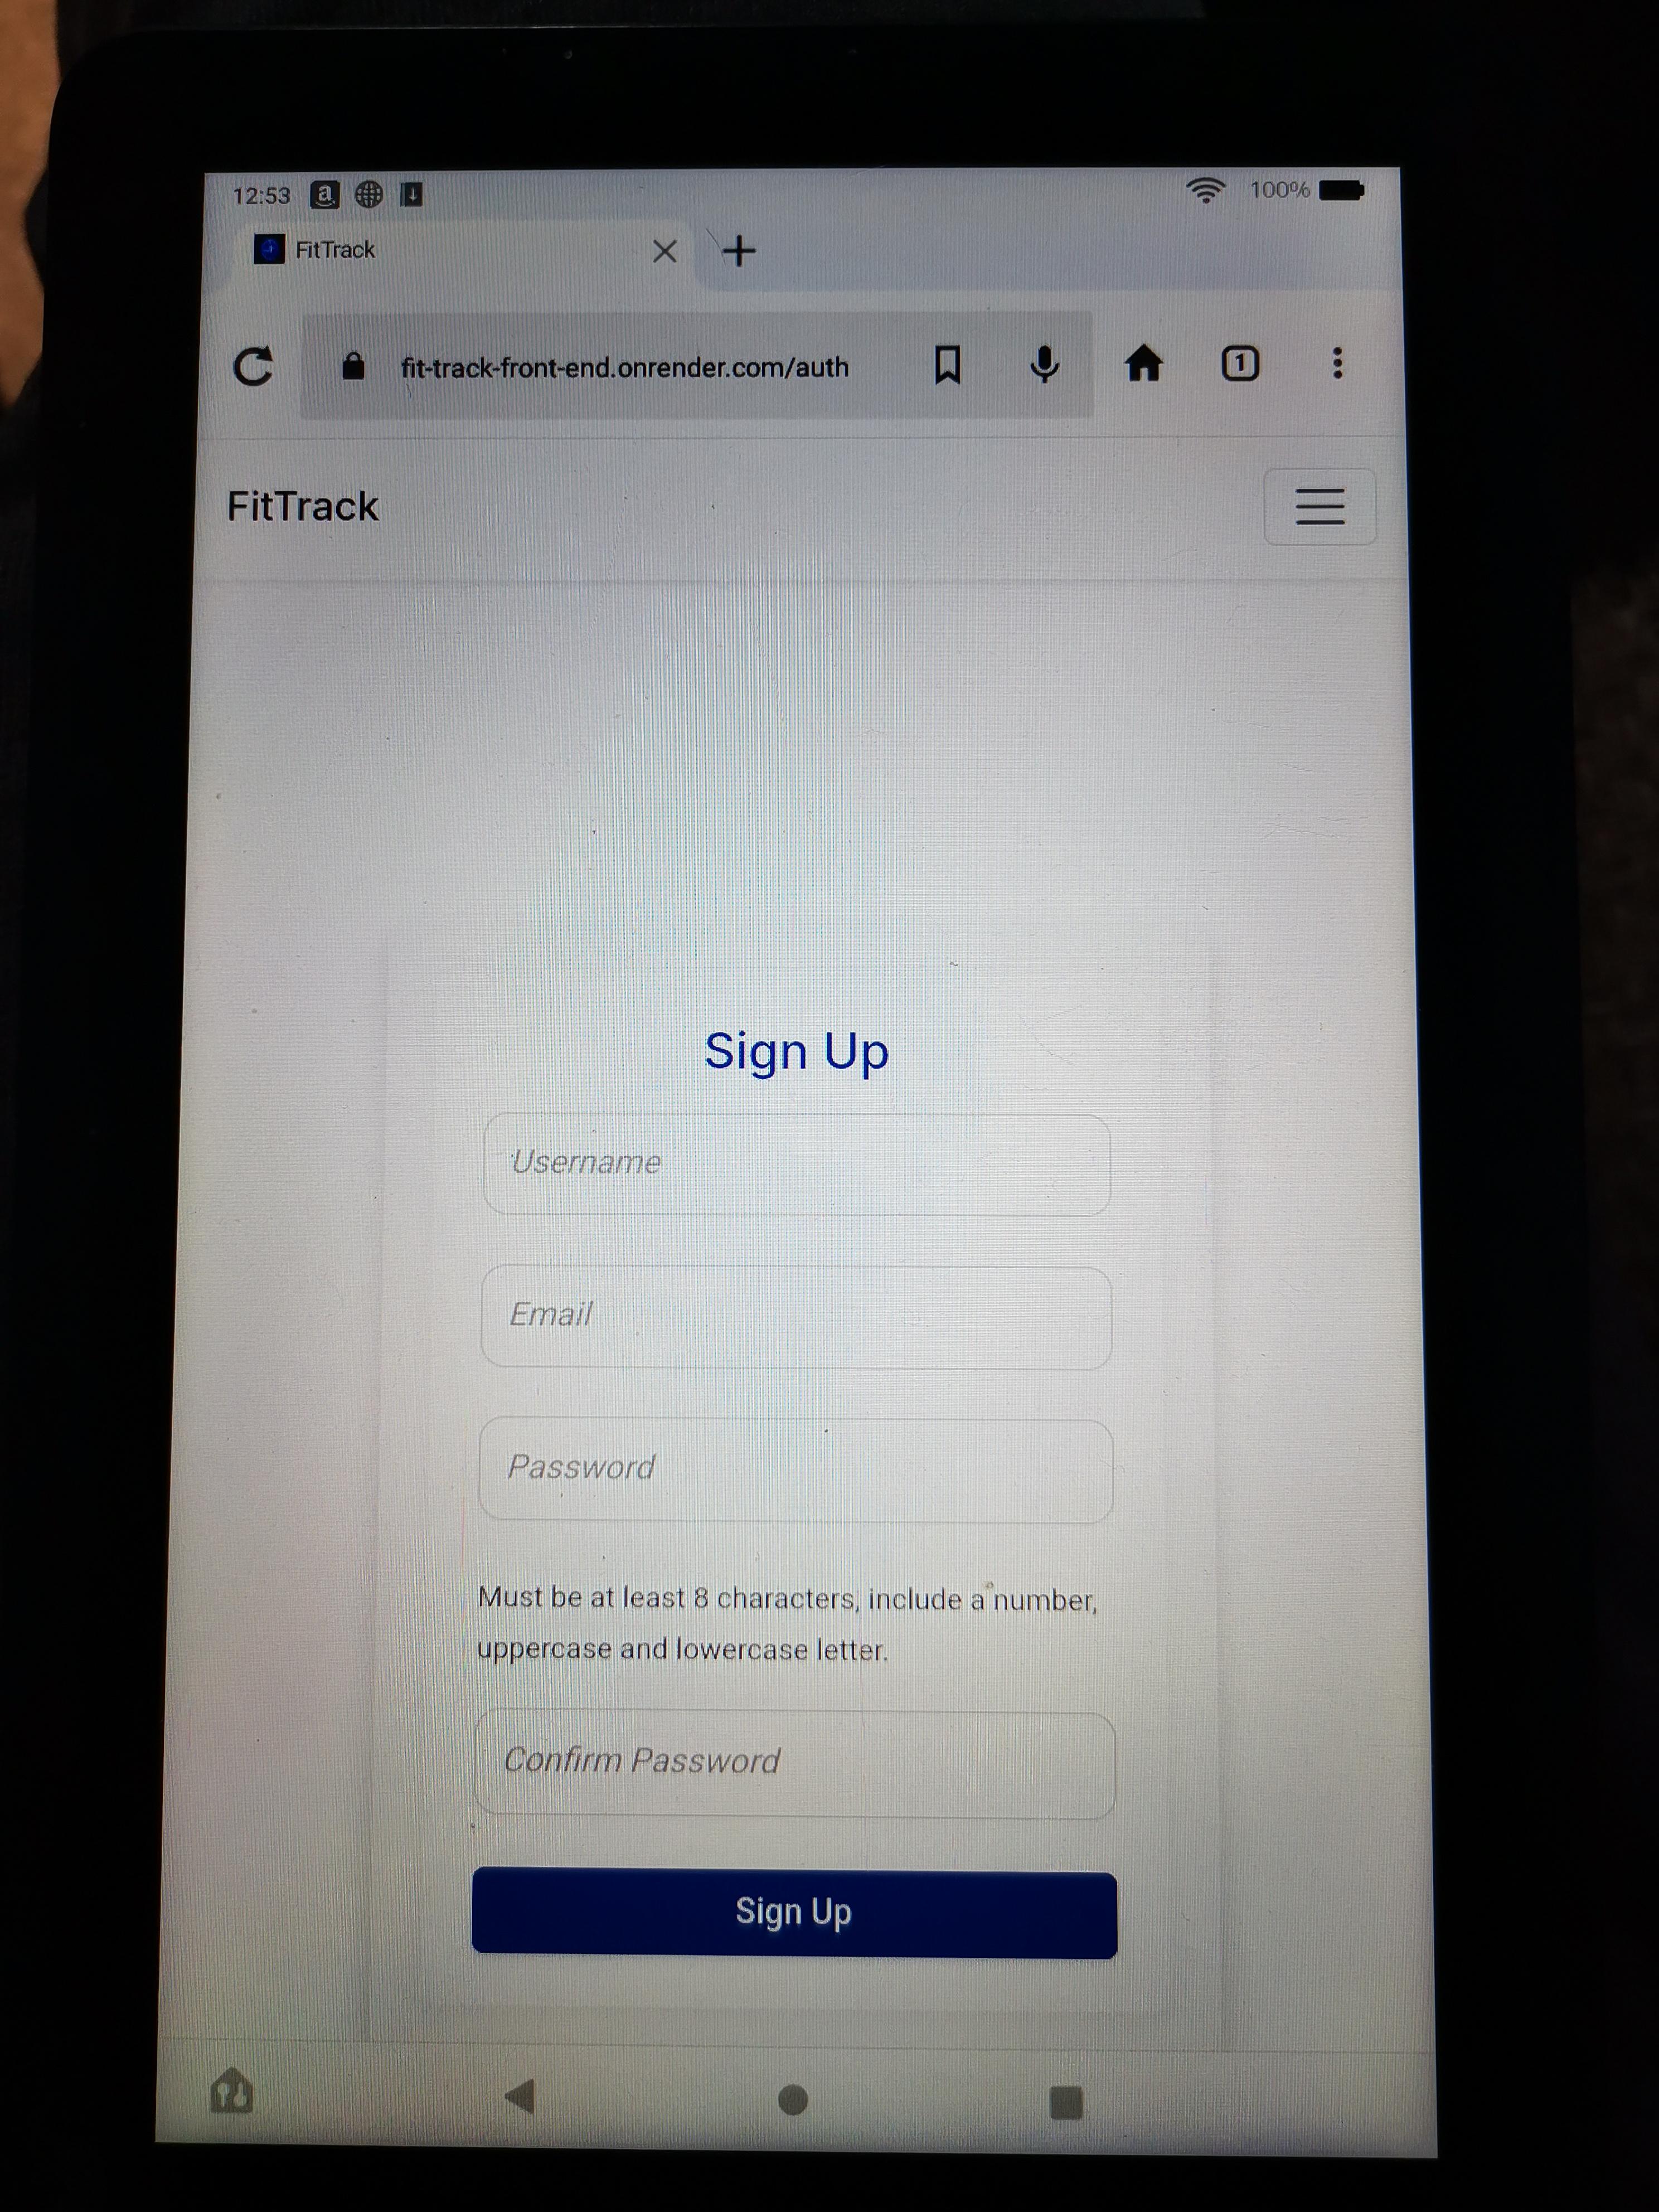 12:53
100%
FitTrack
fit-track-front-end.onrender.com/auth
1
FitTrack
Sign Up
Username
Email
Password
Must be at least 8 characters, include a number,
uppercase and lowercase letter.
Confirm Password
Sign Up